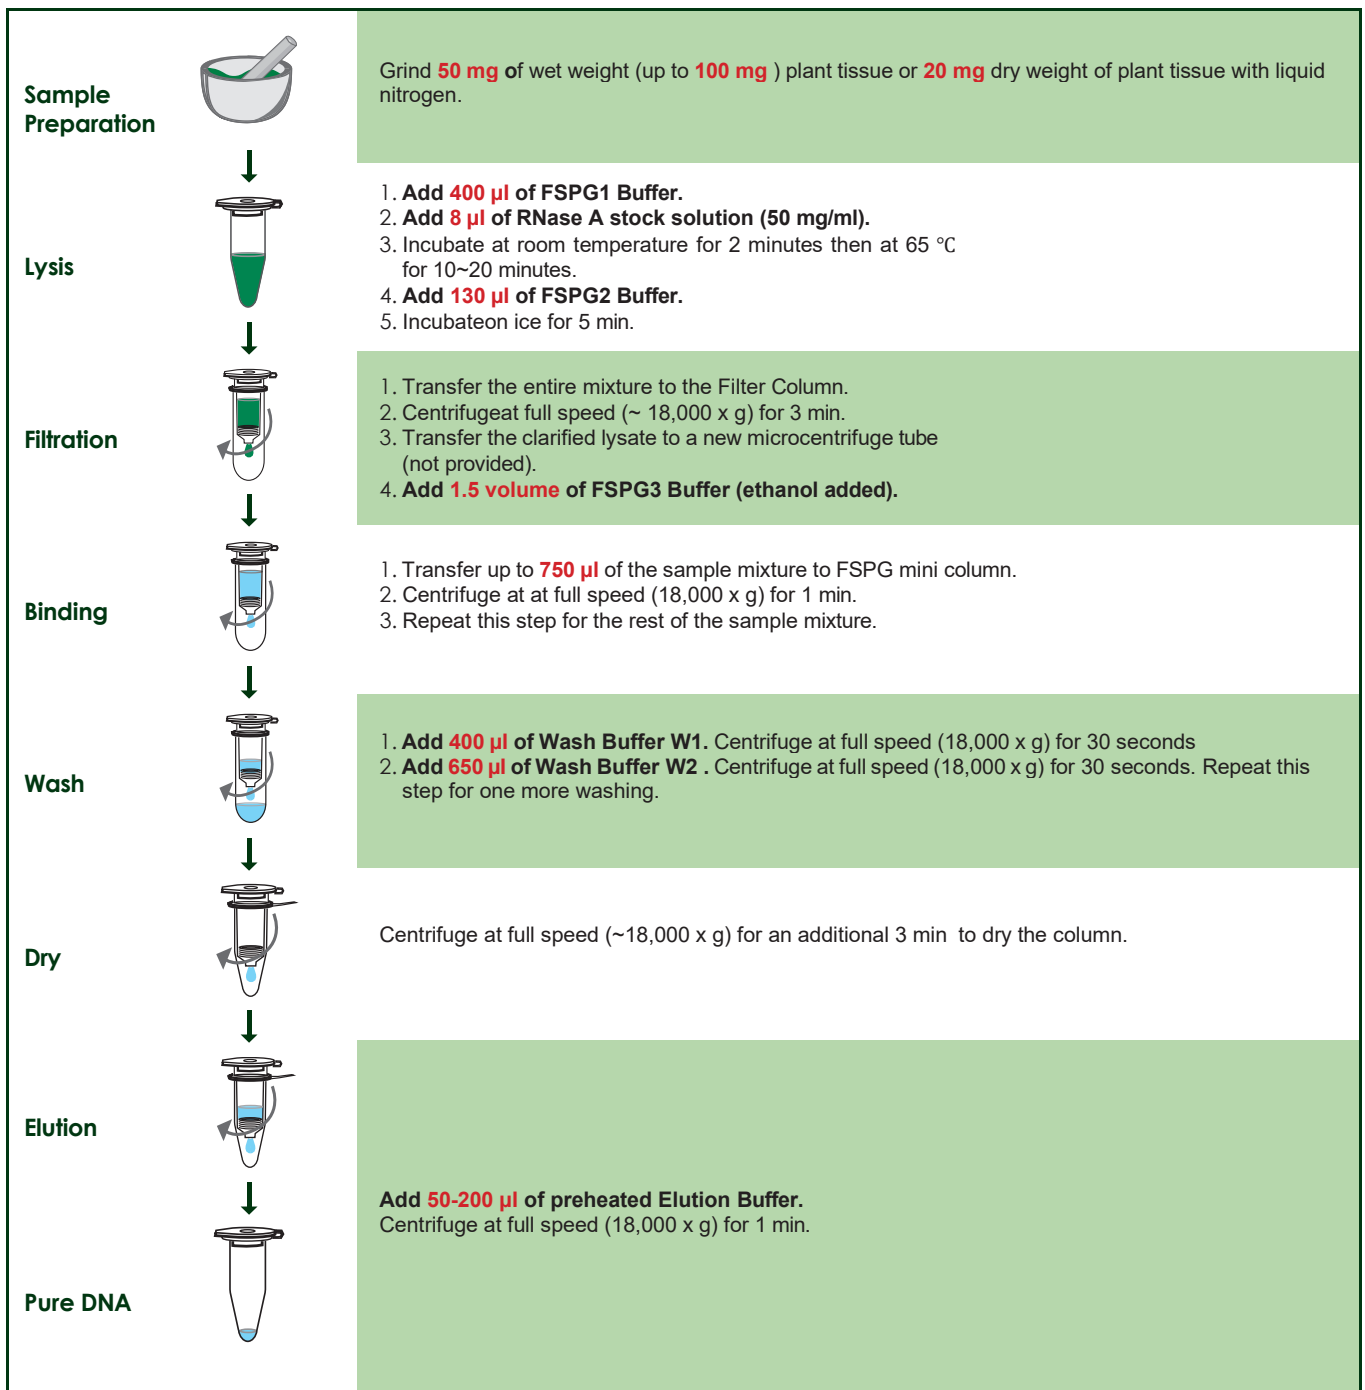 Sample
Preparation
Grind 50 mg of wet weight (up to 100 mg ) plant tissue or 20 mg dry weight of plant tissue with liquid
nitrogen.
Lysis
1. Add 400 µl of FSPG1 Buffer.
2. Add 8 µl of RNase A stock solution (50 mg/ml).
3. Incubate at room temperature for 2 minutes then at 65 °C
for 10~20 minutes.
4. Add 130 µl of FSPG2 Buffer.
5. Incubateon ice for 5 min.
Filtration
1. Transfer the entire mixture to the Filter Column.
2. Centrifugeat full speed (~ 18,000 x g) for 3 min.
3. Transfer the clarified lysate to a new microcentrifuge tube
(not provided).
4. Add 1.5 volume of FSPG3 Buffer (ethanol added).
Binding
1. Transfer up to 750 µl of the sample mixture to FSPG mini column.
2. Centrifuge at at full speed (18,000 x g) for 1 min.
3. Repeat this step for the rest of the sample mixture.
Wash
1. Add 400 µl of Wash Buffer W1. Centrifuge at full speed (18,000 x g) for 30 seconds
2. Add 650 µl of Wash Buffer W2 . Centrifuge at full speed (18,000 x g) for 30 seconds. Repeat this
step for one more washing.
Dry
Centrifuge at full speed (~18,000 x g) for an additional 3 min to dry the column.
Elution
Add 50-200 µl of preheated Elution Buffer.
Centrifuge at full speed (18,000 x g) for 1 min.
Pure DNA